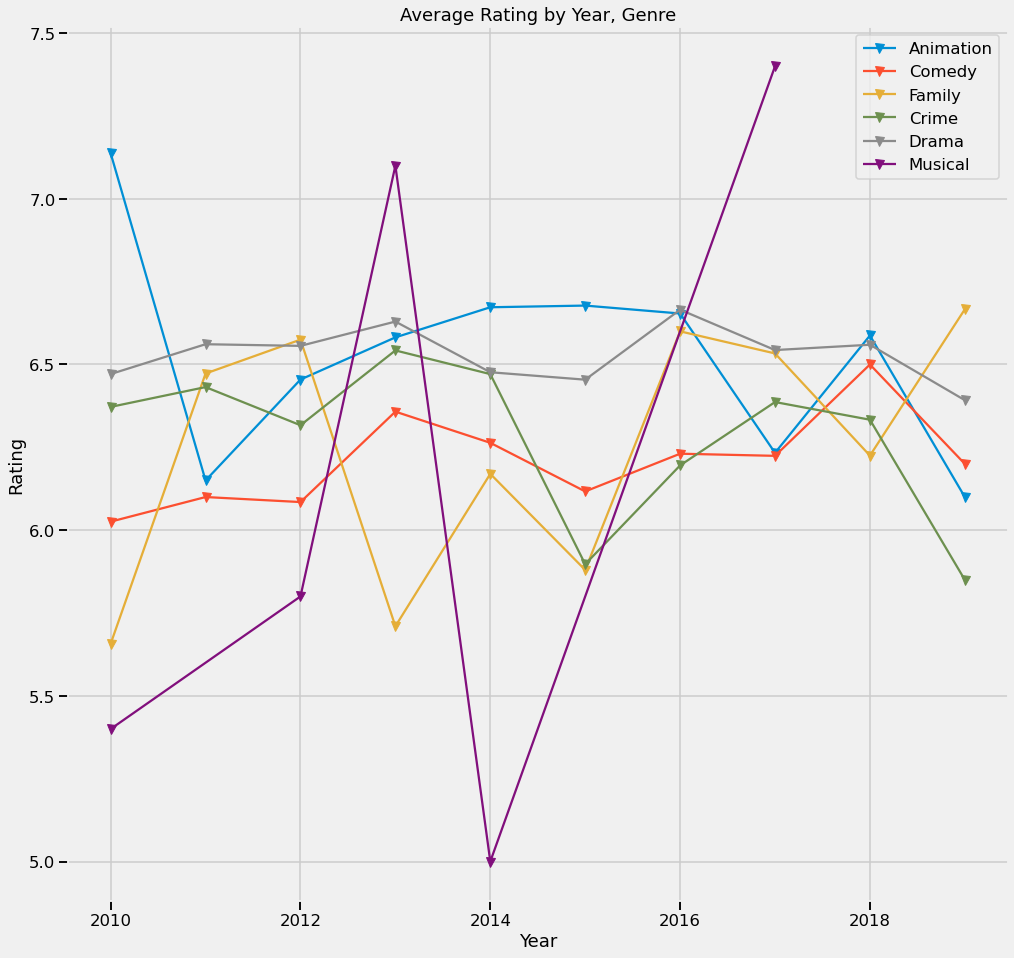 Average Rating by Year, Genre
7.5
7.0
6.5
6.0
5.5
5.0
Rating
Animation
Comedy
Family
Crime
Drama
Musical
2010 2012 2014 2016 2018
Year